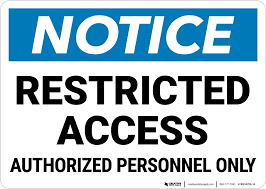 NOTICE
RESTRICTED
ACCESS
AUTHORIZED PERSONNEL ONLY